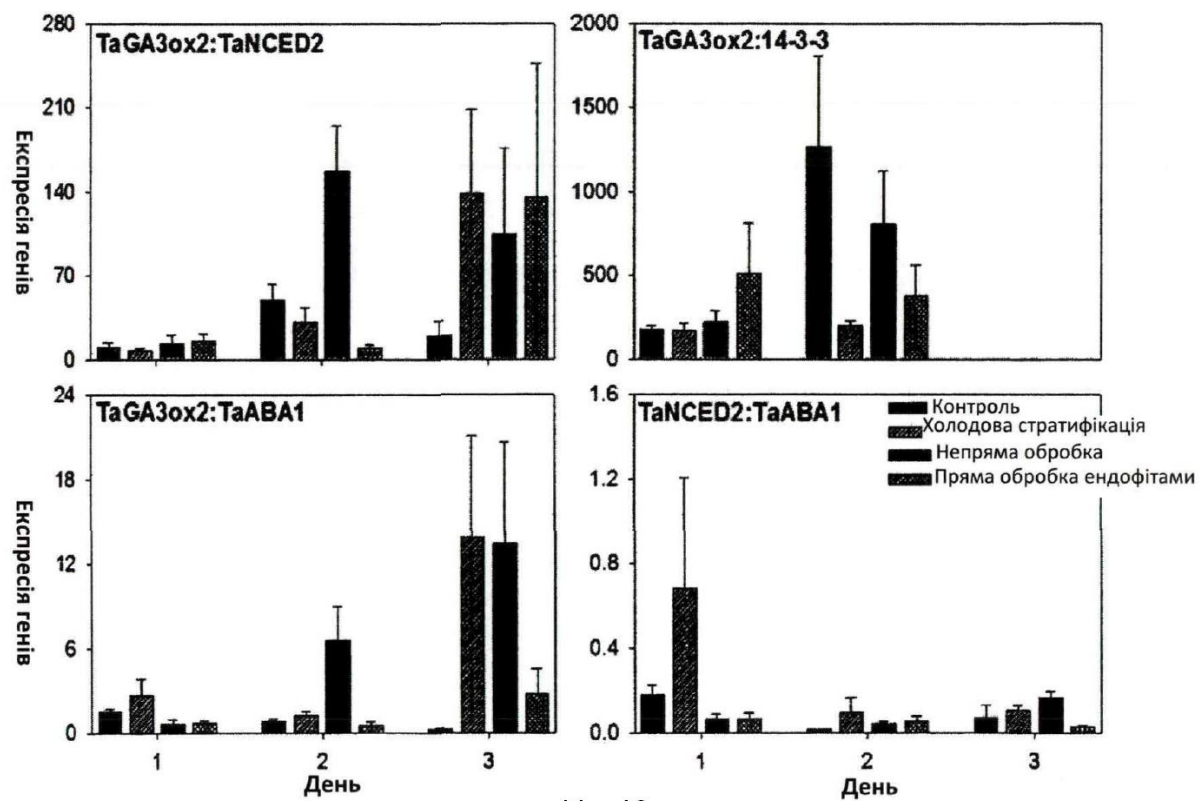 280
210
140
70
0
Експресія генів
TaGA3ox2:TaNCED2
2000
1500
1000
500
0
TaGA3ox2:14-3-3
24
18
12
6
0
Експресія генів
TaGA3ox2:TaABA1
1
2
3
День
1.6
1.2
0.8
0.4
0.0
TaNCED2:TaABA1
Контроль
Холодова стратифікація
Непряма обробка
Пряма обробка ендофітами
1
2
3
День